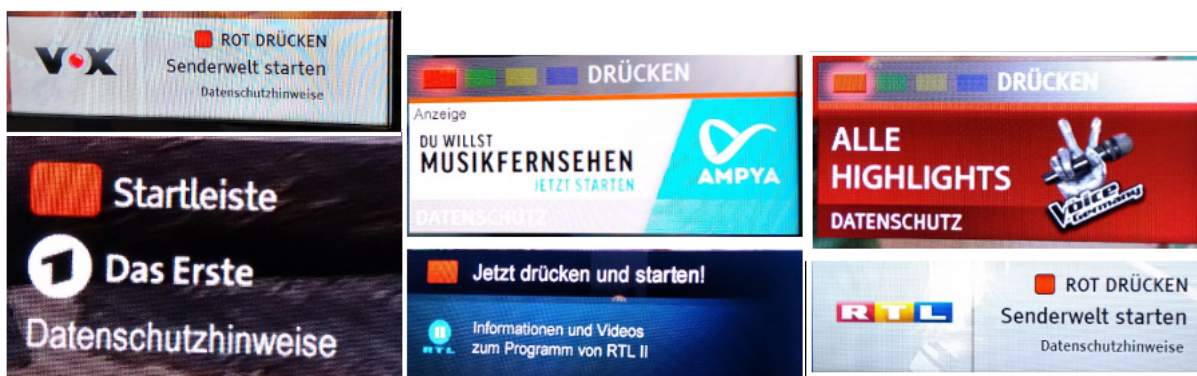 VOX
ROT DRÜCKEN
Senderwelt starten
Datenschutzhinweise
Startleiste
Das Erste
Datenschutzhinweise
DRÜCKEN
Anzeige
DU WILLST
MUSIKFERNSEHEN
JETZT STARTEN
AMPYA
DATENSCHUTZ
Jetzt drücken und starten!
RTL
Informationen und Videos
zum Programm von RTL II
DRÜCKEN
ALLE
HIGHLIGHTS
Voice
Germany
DATENSCHUTZ
RTL
ROT DRÜCKEN
Senderwelt starten
Datenschutzhinweise